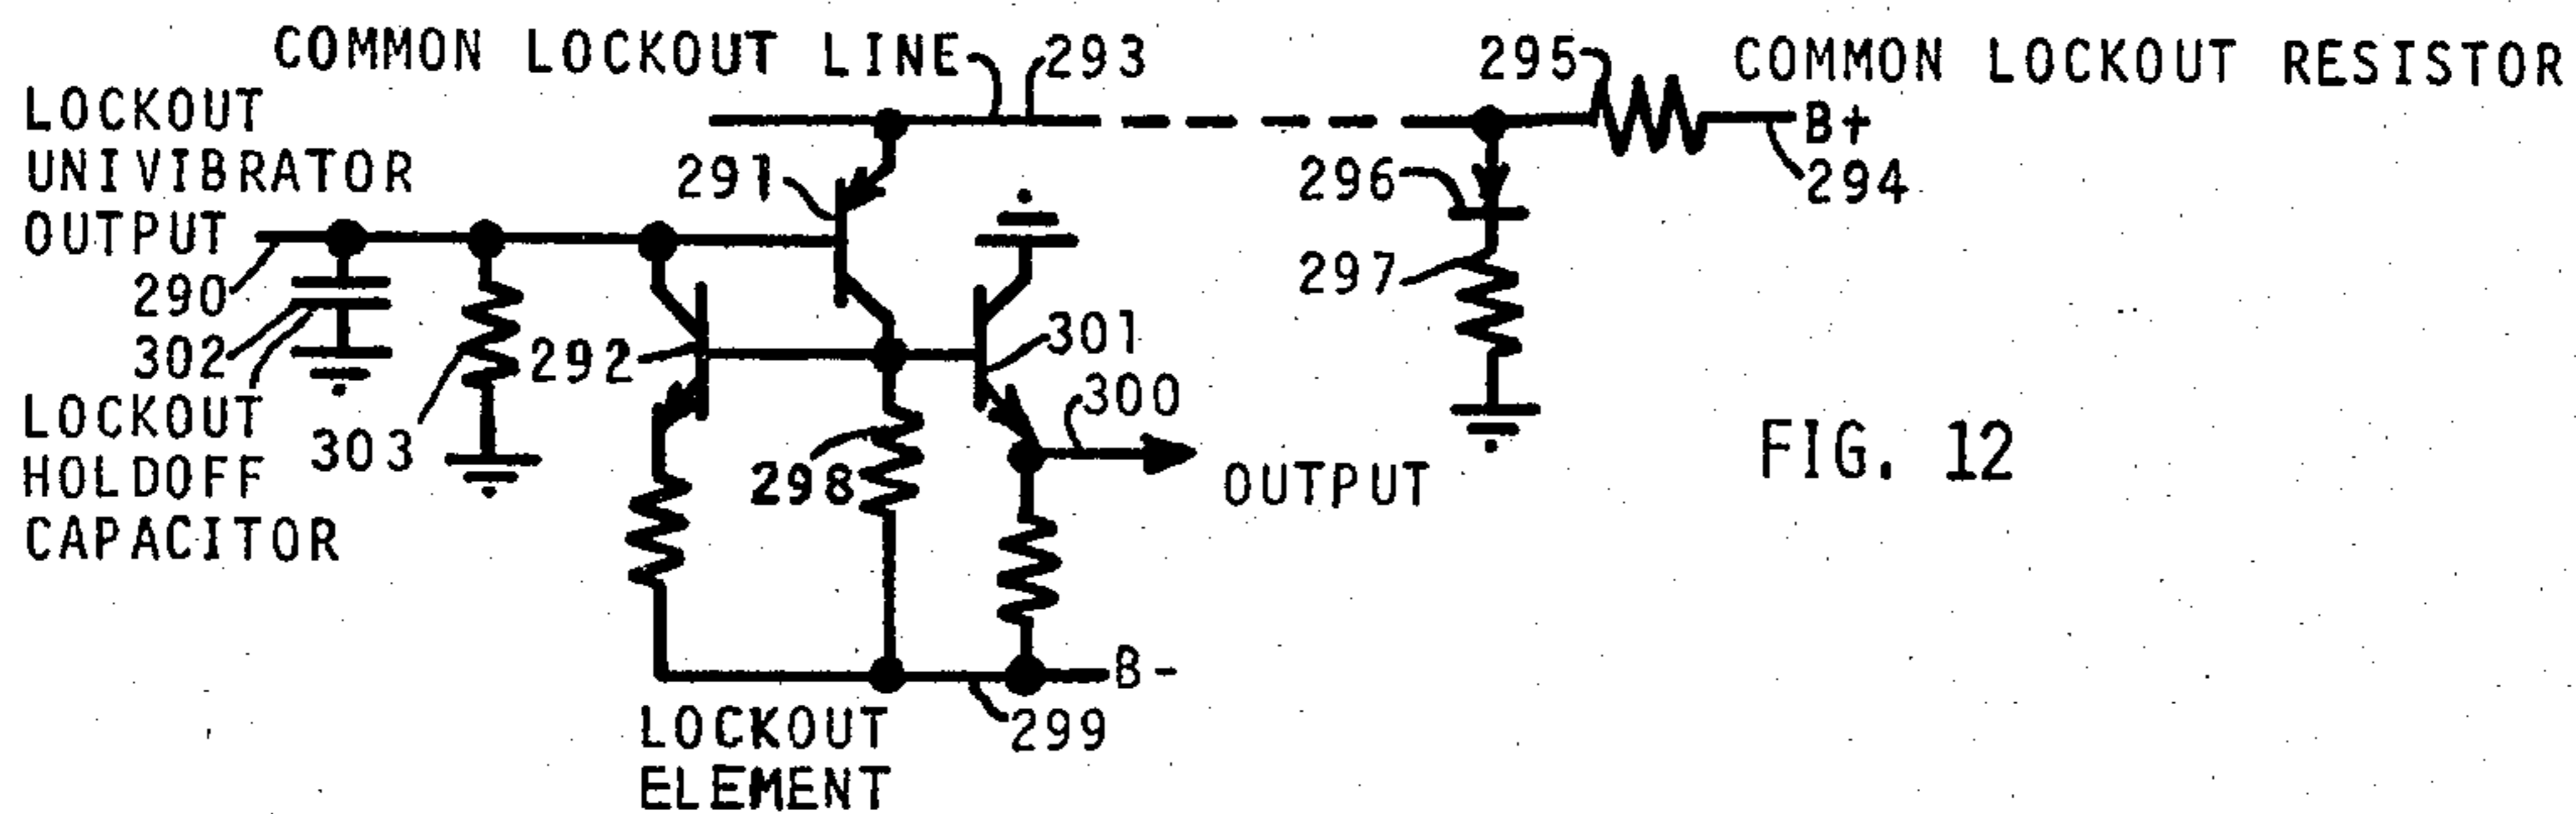 COMMON LOCKOUT LINE
293
295
COMMON LOCKOUT RESISTOR
B+
294
LOCKOUT
UNIVIBRATOR
OUTPUT
290
291
296
297
302
LOCKOUT
HOLDOFF
CAPACITOR
303
292
298
301
300
OUTPUT
B-
299
LOCKOUT
ELEMENT
FIG. 12